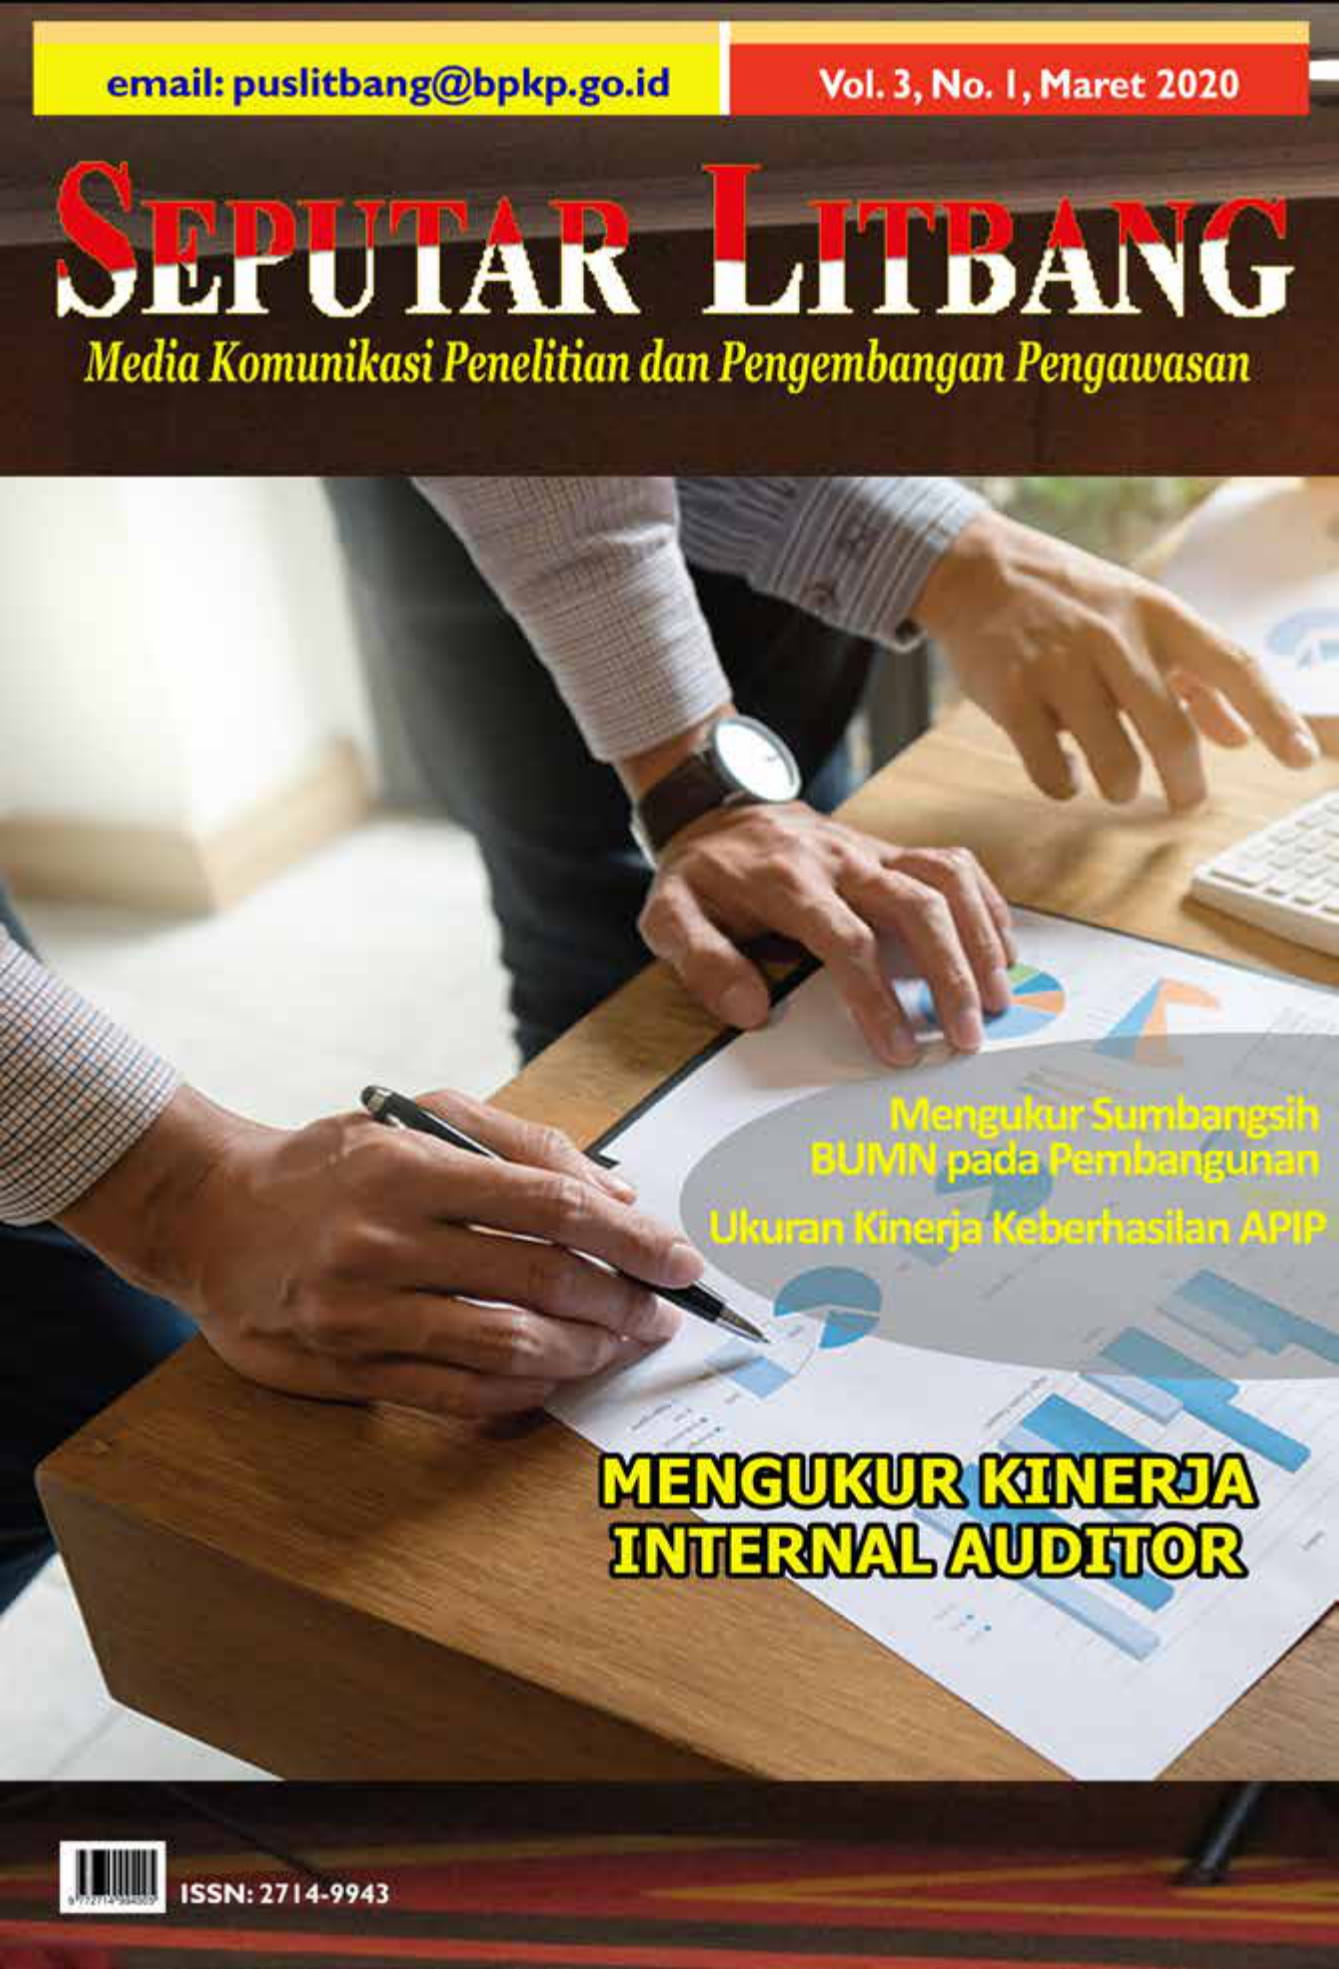 email: puslitbang@bpkp.go.id
Vol. 3, No. 1, Maret 2020
SEPUTAR LITBANG
Media Komunikasi Penelitian dan Pengembangan Pengawasan
Mengukur Sumbangsih
BUMN pada Pembangunan
Ukuran Kinerja Keberhasilan APIP
MENGUKUR KINERJA
INTERNAL AUDITOR
ISSN: 2714-9943